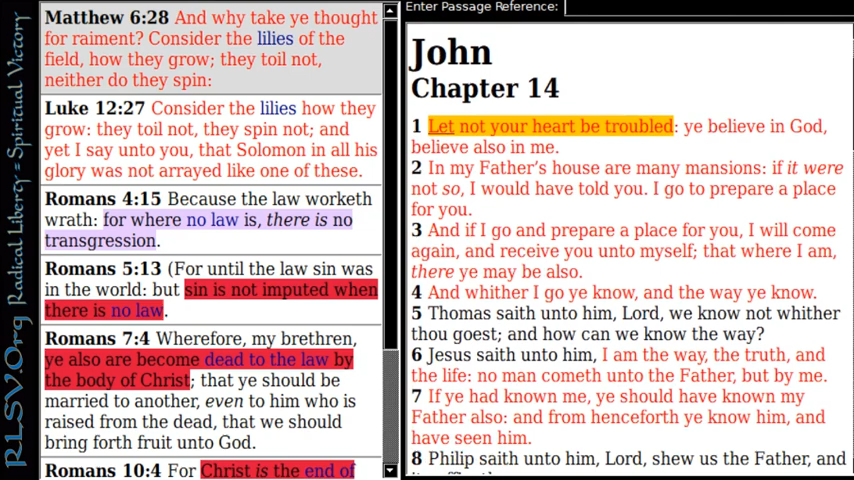 RLSV.Org Radical Liberty = Spiritual Victory
Matthew 6:28 And why take ye thought
for raiment? Consider the lilies of the
field, how they grow; they toil not,
neither do they spin:
Luke 12:27 Consider the lilies how they
grow: they toil not, they spin not; and
yet I say unto you, that Solomon in all his
glory was not arrayed like one of these.
Romans 4:15 Because the law worketh
wrath: for where no law is, there is no
transgression.
Romans 5:13 (For until the law sin was
in the world: but sin is not imputed when
there is no law.
Romans 7:4 Wherefore, my brethren,
ye also are become dead to the law by
the body of Christ; that ye should be
married to another, even to him who is
raised from the dead, that we should
bring forth fruit unto God.
Romans 10:4 For Christ is the end of
Enter Passage Reference:
John
Chapter 14
1 Let not your heart be troubled: ye believe in God,
believe also in me.
2 In my Father’s house are many mansions: if it were
not so, I would have told you. I go to prepare a place
for you.
3 And if I go and prepare a place for you, I will come
again, and receive you unto myself; that where I am,
there ye may be also.
4 And whither I go ye know, and the way ye know.
5 Thomas saith unto him, Lord, we know not whither
thou goest; and how can we know the way?
6 Jesus saith unto him, I am the way, the truth, and
the life: no man cometh unto the Father, but by me.
7 If ye had known me, ye should have known my
Father also: and from henceforth ye know him, and
have seen him.
8 Philip saith unto him, Lord, shew us the Father, and